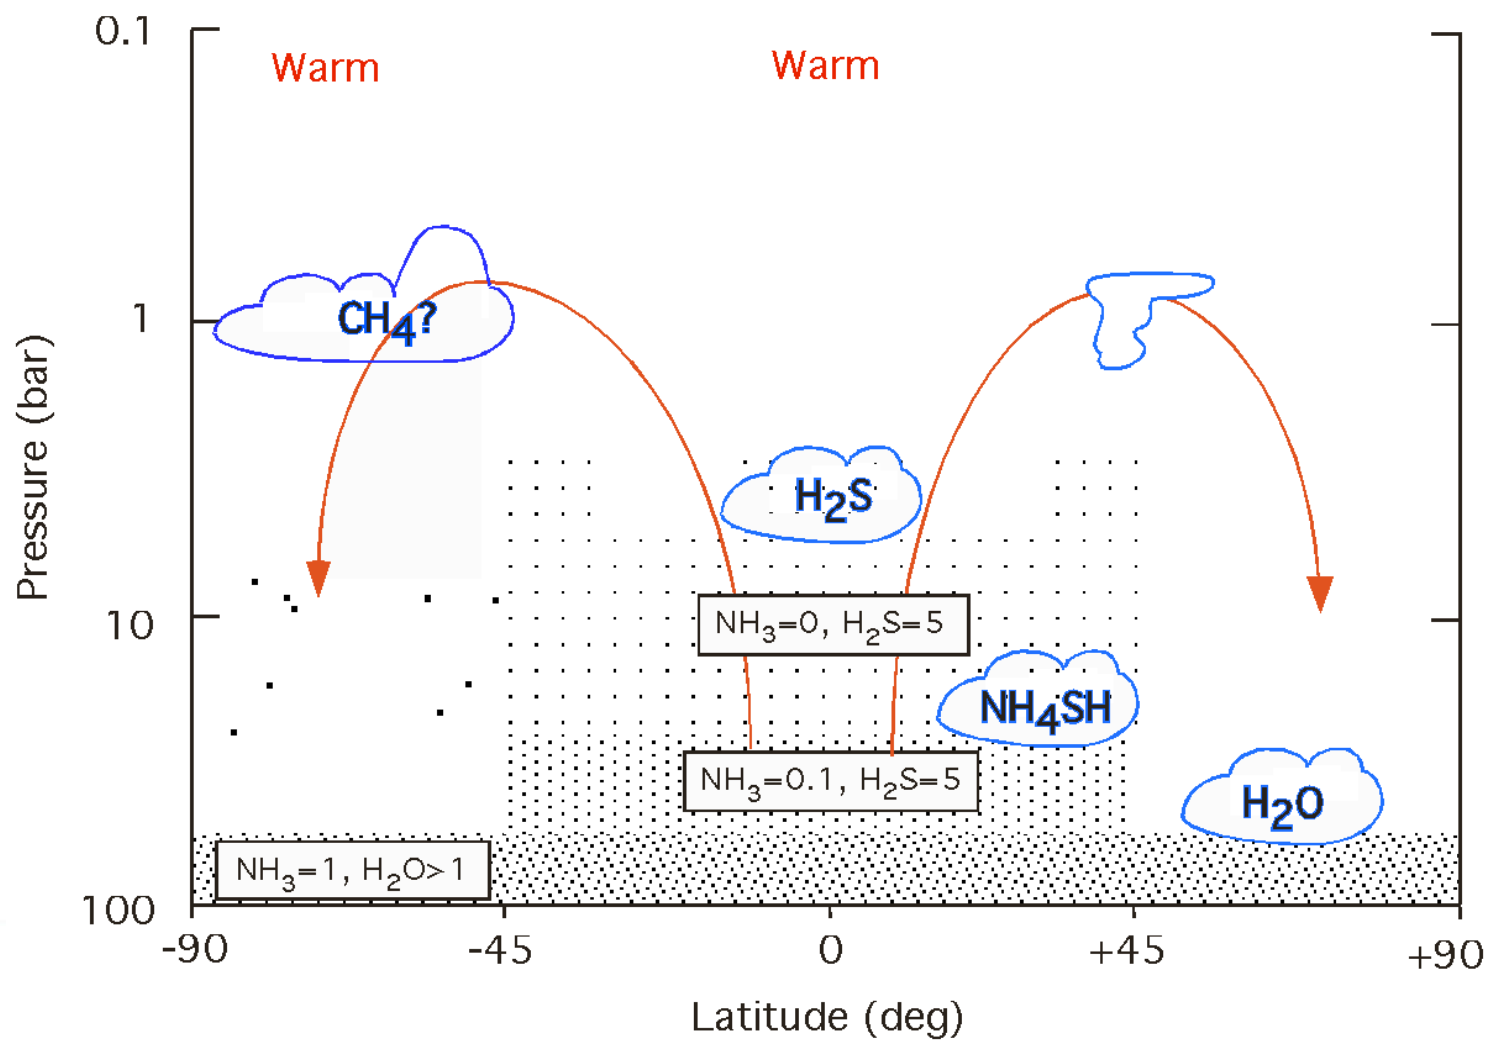 0.1
Warm
Warm
CH4?
1
H2S
Pressure (bar)
10
NH3=0, H2S=5
NH4SH
NH3=0.1, H2S=5
H2O
NH3=1, H2O>1
100
-90
-45
0
+45
+90
Latitude (deg)